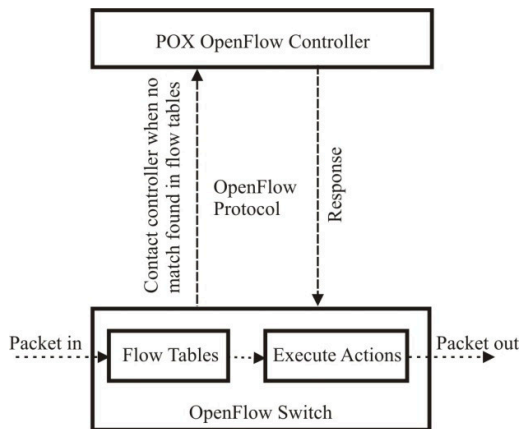 POX OpenFlow Controller
Contact controller when no
match found in flow tables
OpenFlow
Protocol
Response
Packet in
Flow Tables
Execute Actions
Packet out
OpenFlow Switch